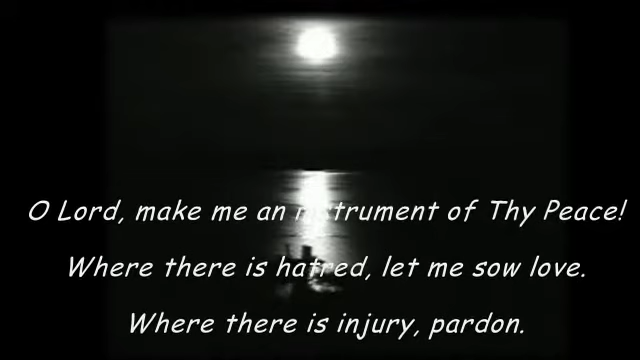 O Lord, make me an instrument of Thy Peace!
Where there is hatred, let me sow love.
Where there is injury, pardon.